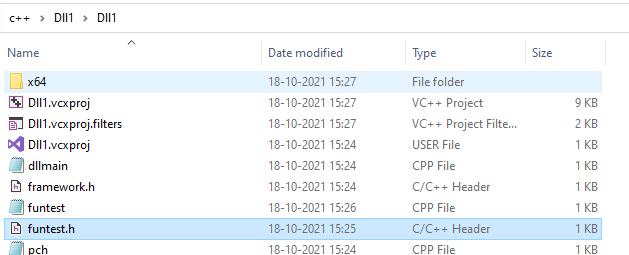 c++ > Dll1 > Dll1
Name Date modified Type Size
x64 18-10-2021 15:27 File folder
Dll1.vcxproj 18-10-2021 15:27 VC++ Project 9 KB
Dll1.vcxproj.filters 18-10-2021 15:27 VC++ Project Filte... 2 KB
Dll1.vcxproj 18-10-2021 15:24 USER File 1 KB
dllmain 18-10-2021 15:24 CPP File 1 KB
framework.h 18-10-2021 15:24 C/C++ Header 1 KB
funtest 18-10-2021 15:26 CPP File 1 KB
funtest.h 18-10-2021 15:25 C/C++ Header 1 KB
pch 18-10-2021 15:24 CPP File 1 KB